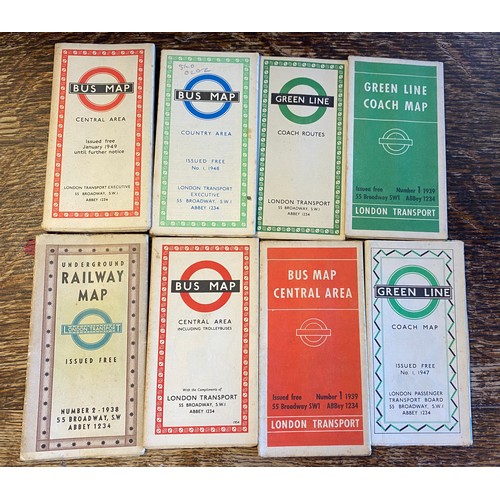 BUS MAP
CENTRAL AREA
Issued free
January 1949
until further notice
LONDON TRANSPORT EXECUTIVE
55 BROADWAY, S.W.1
ABBEY 1234
BUS MAP
COUNTRY AREA
ISSUED FREE
No. 1. 1948
LONDON TRANSPORT
EXECUTIVE
55 BROADWAY, S.W.1
ABBEY 1234
GREEN LINE
COACH ROUTES
LONDON TRANSPORT
55 BROADWAY, S.W.1
ABBEY 1234
GREEN LINE
COACH MAP
Issued free Number 1 1939
55 Broadway SW1 ABBey 1234
LONDON TRANSPORT
UNDERGROUND
RAILWAY
MAP
LONDON TRANSPORT
ISSUED FREE
NUMBER 2 - 1938
55 BROADWAY, S.W
ABBEY 1234
BUS MAP
CENTRAL AREA
INCLUDING TROLLEYBUSES
With the Compliments of
LONDON TRANSPORT
55 BROADWAY, S.W.1
ABBEY 1234
BUS MAP
CENTRAL AREA
Issued free Number 1 1939
55 Broadway SW1 ABBey 1234
LONDON TRANSPORT
GREEN LINE
COACH MAP
ISSUED FREE
No. 1. 1947
LONDON PASSENGER
TRANSPORT BOARD
55 BROADWAY, S.W.1
ABBEY 1234